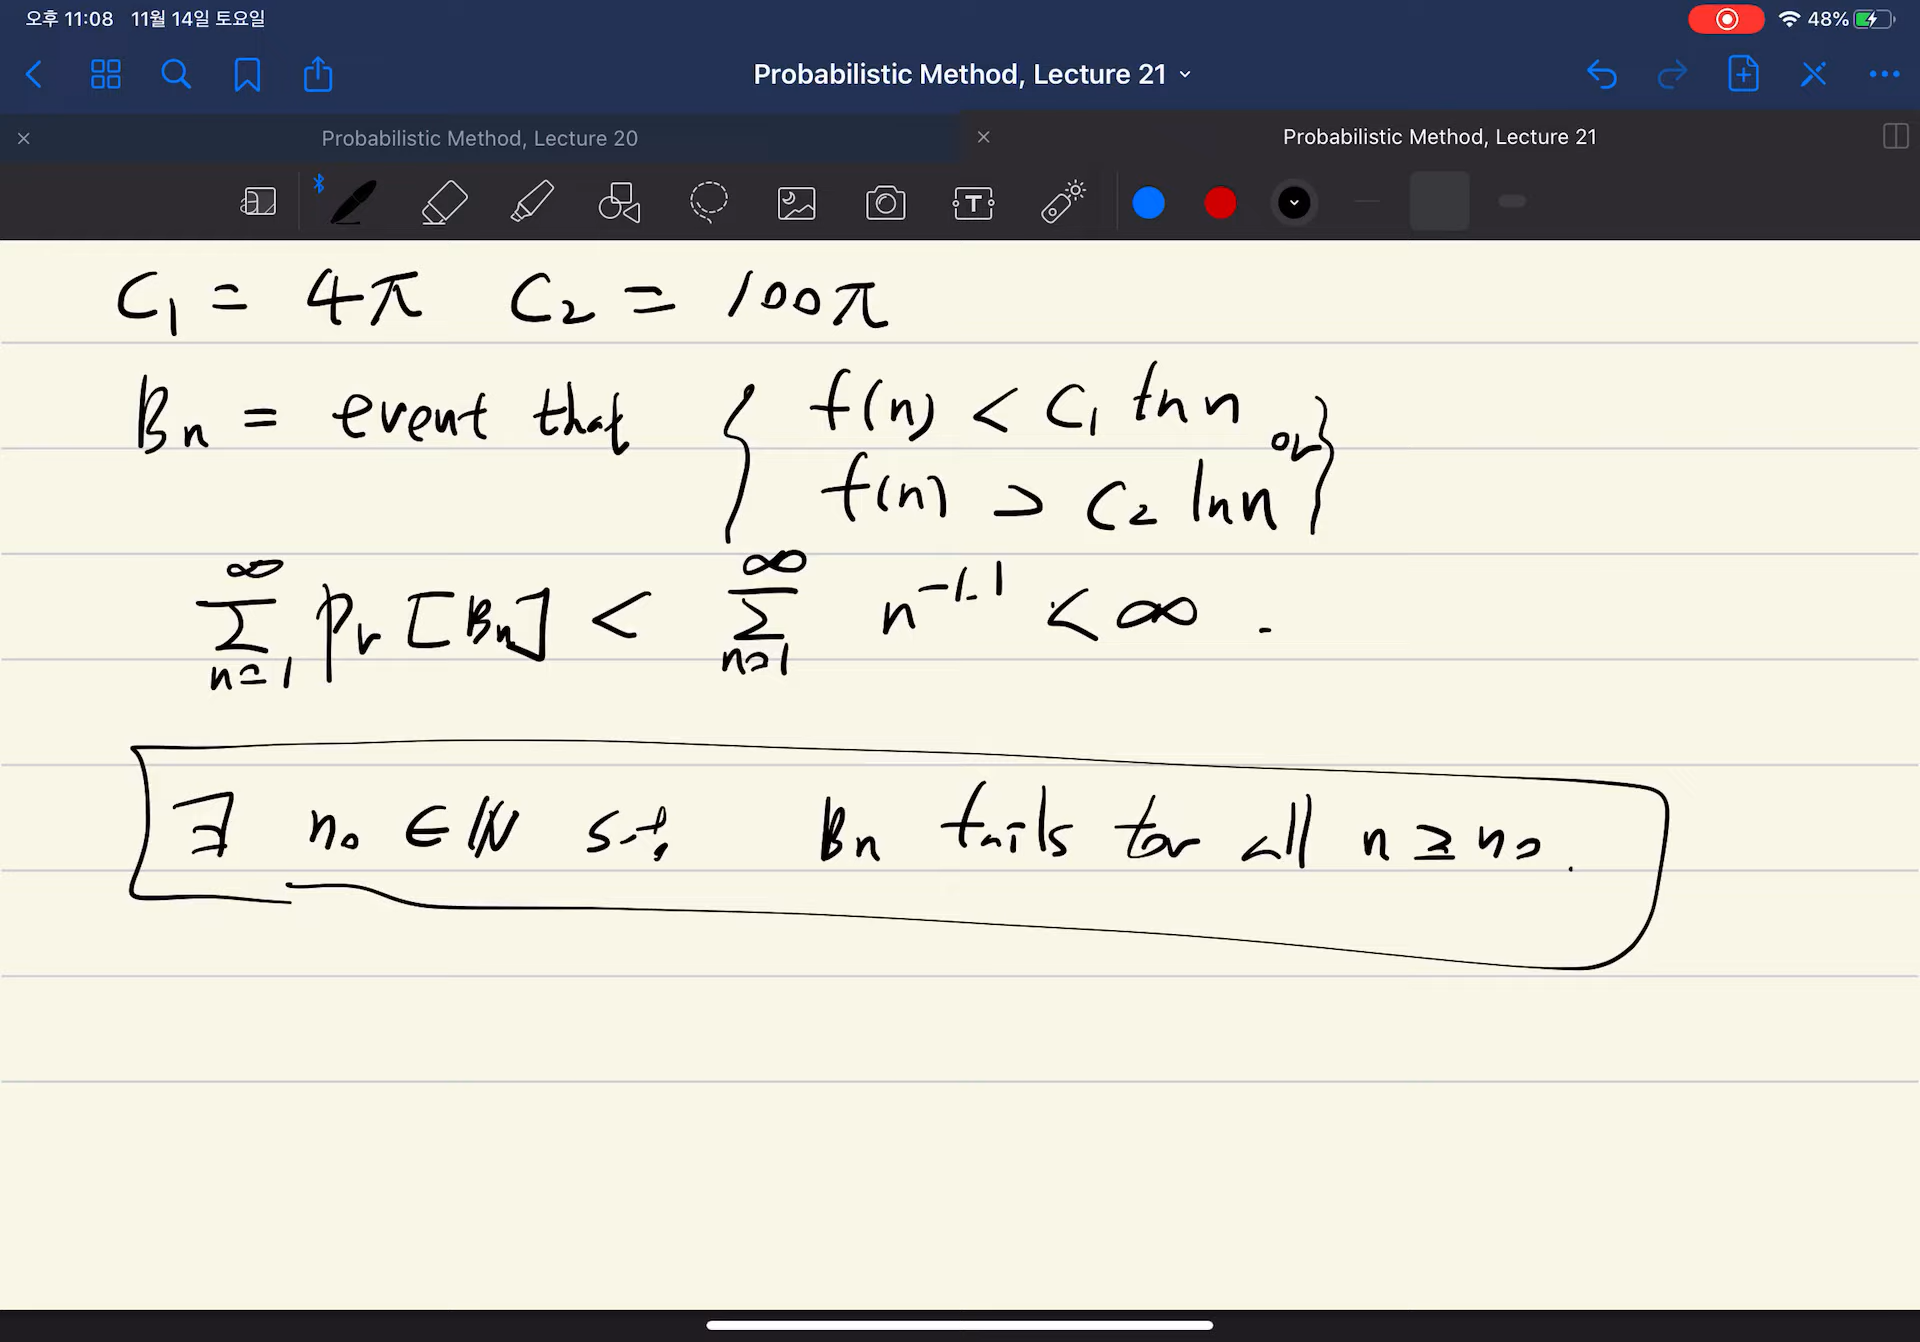 오후 11:08 11월 14일 토요일 48%
Probabilistic Method, Lecture 21
Probabilistic Method, Lecture 20 Probabilistic Method, Lecture 21
C₁ = 4π C₂ = 100π
Bₙ = event that { f(n) < C₁ ln n or
f(n) > C₂ ln n }
∑_{n=1}^{∞} Pr [Bₙ] < ∑_{n=1}^{∞} n^{-1.1} < ∞ .
∃ n₀ ∈ ℕ s.t. Bₙ fails for all n ≥ n₀.